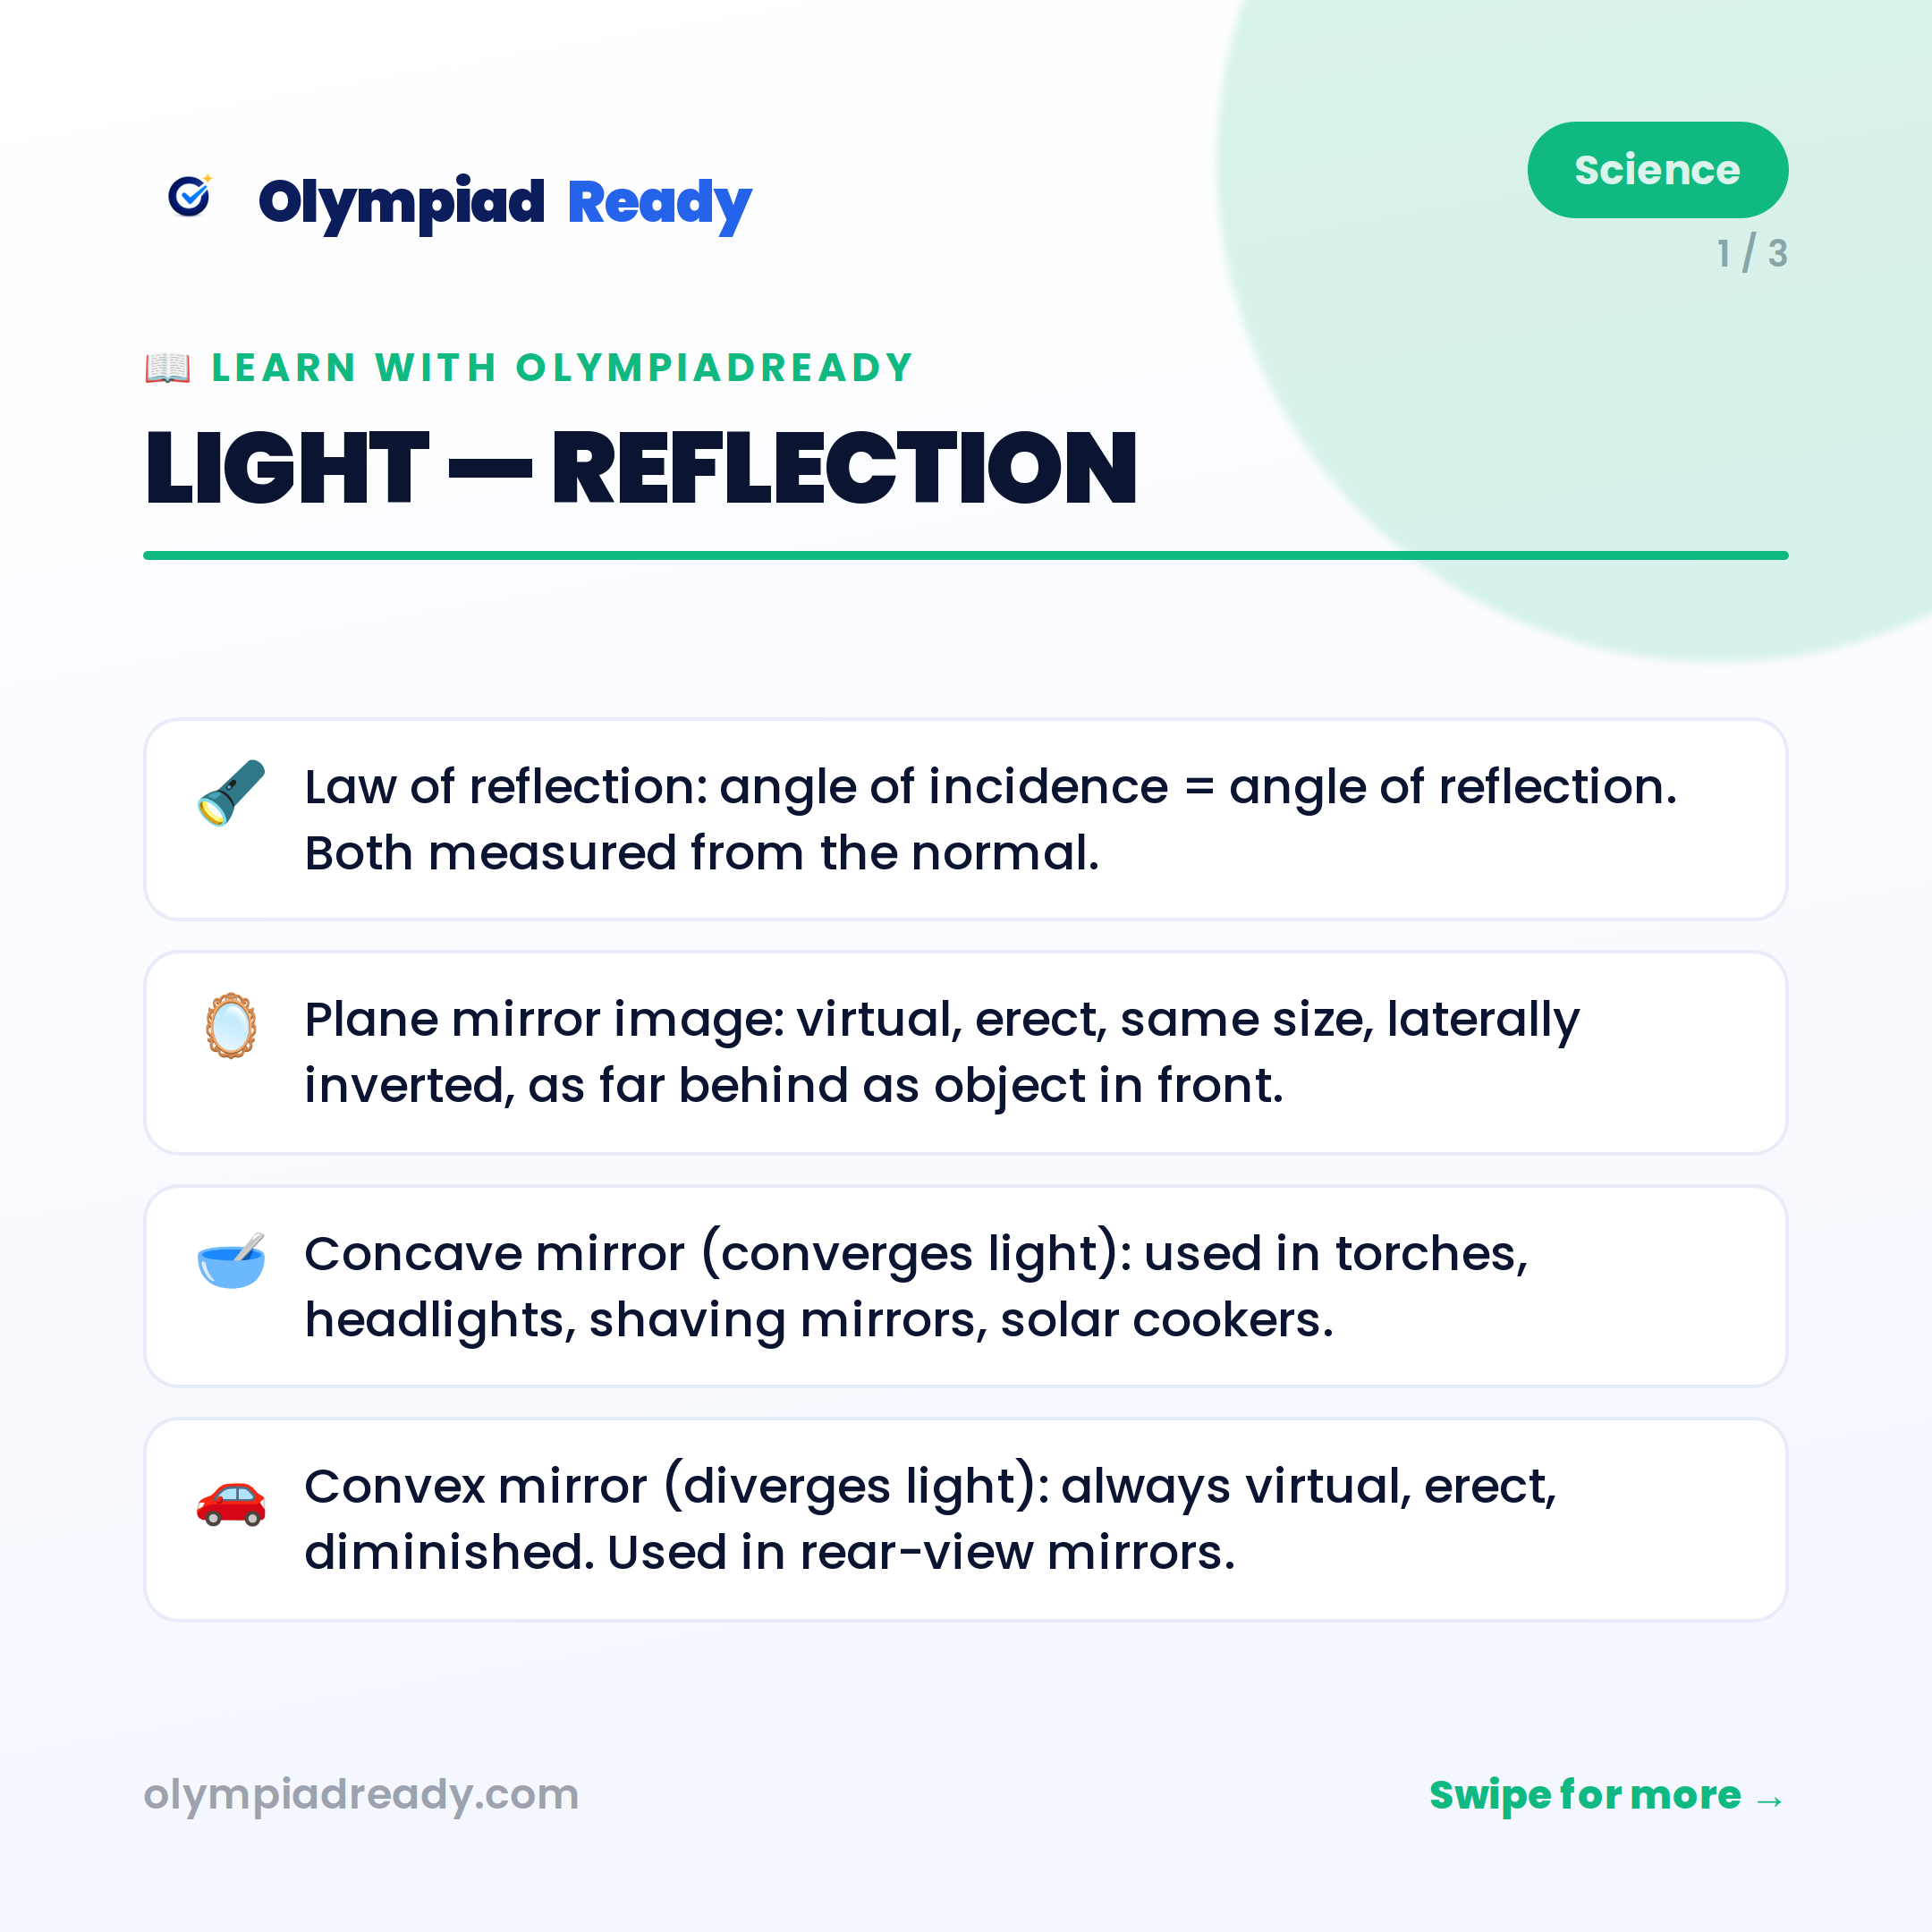 Olympiad Ready
Science
1 / 3
📖 LEARN WITH OLYMPIADREADY
LIGHT — REFLECTION
Law of reflection: angle of incidence = angle of reflection.
Both measured from the normal.
Plane mirror image: virtual, erect, same size, laterally
inverted, as far behind as object in front.
Concave mirror (converges light): used in torches,
headlights, shaving mirrors, solar cookers.
Convex mirror (diverges light): always virtual, erect,
diminished. Used in rear-view mirrors.
olympiadready.com
Swipe for more →